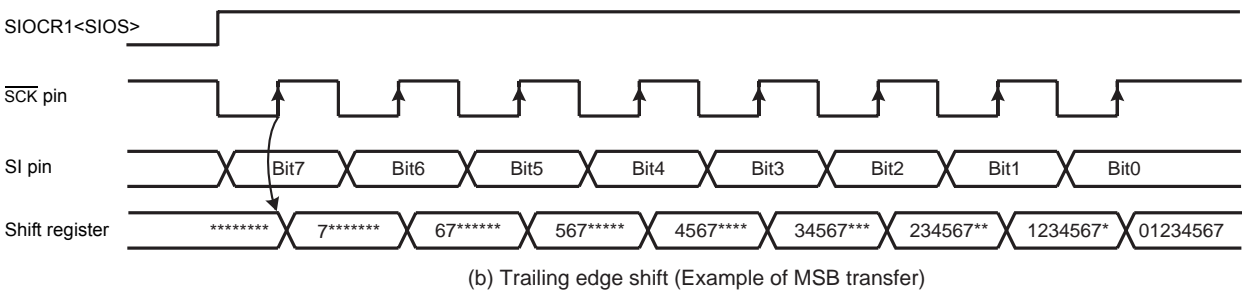 SIOCR1<SIOS>
SCK pin
SI pin Bit7 Bit6 Bit5 Bit4 Bit3 Bit2 Bit1 Bit0
Shift register ******** 7******* 67****** 567***** 4567**** 34567*** 234567** 1234567* 01234567
(b) Trailing edge shift (Example of MSB transfer)